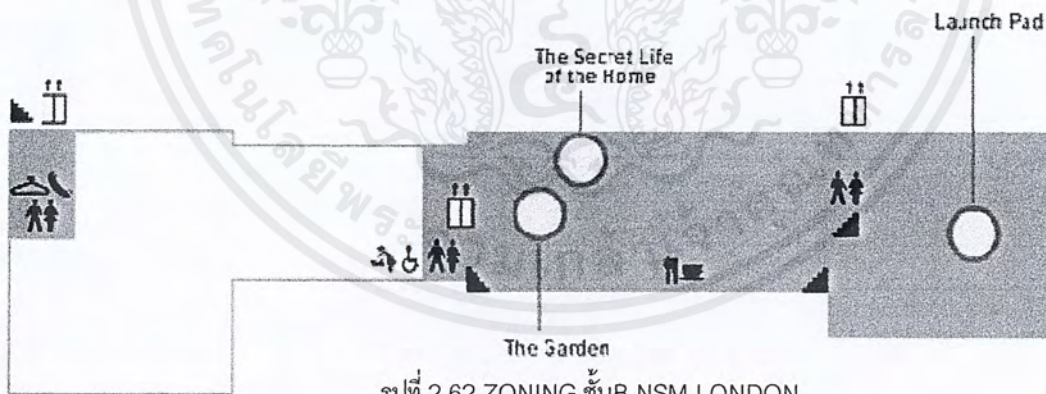 Launch Pad
The Secret Life
of the Home
The Garden
รูปที่ 2.62 ZONING ชั้นB NSM LONDON